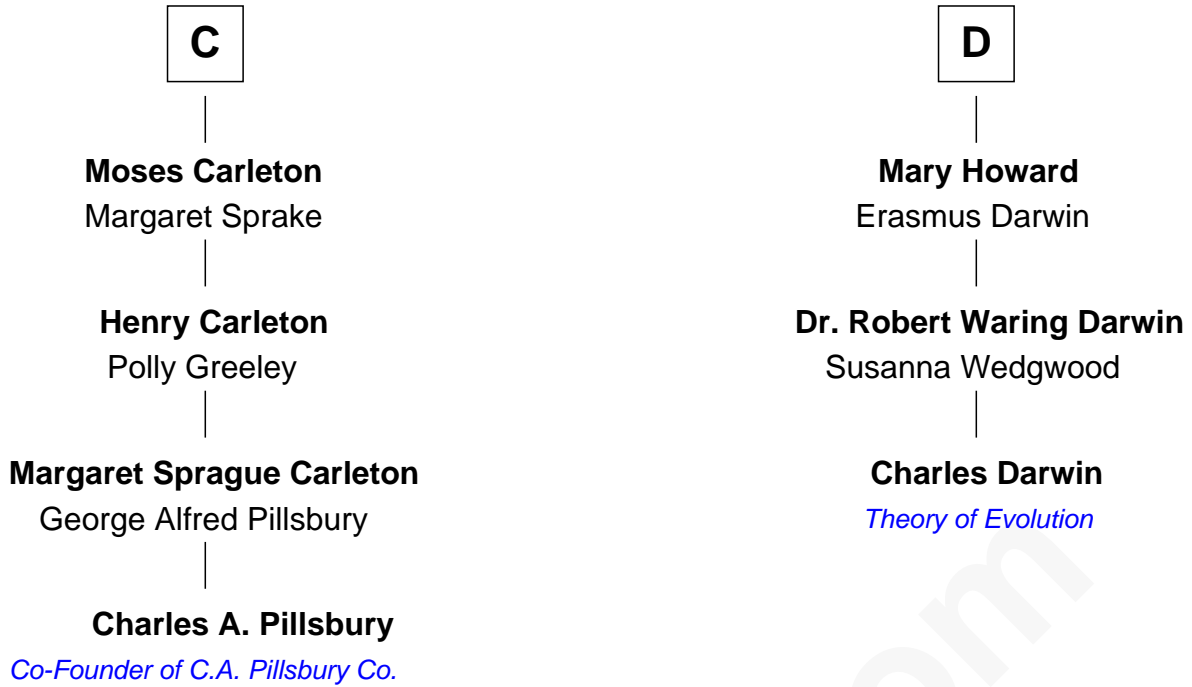 C
Moses Carleton
Margaret Sprake
Henry Carleton
Polly Greeley
Margaret Sprague Carleton
George Alfred Pillsbury
Charles A. Pillsbury
Co-Founder of C.A. Pillsbury Co.
D
Mary Howard
Erasmus Darwin
Dr. Robert Waring Darwin
Susanna Wedgwood
Charles Darwin
Theory of Evolution
om